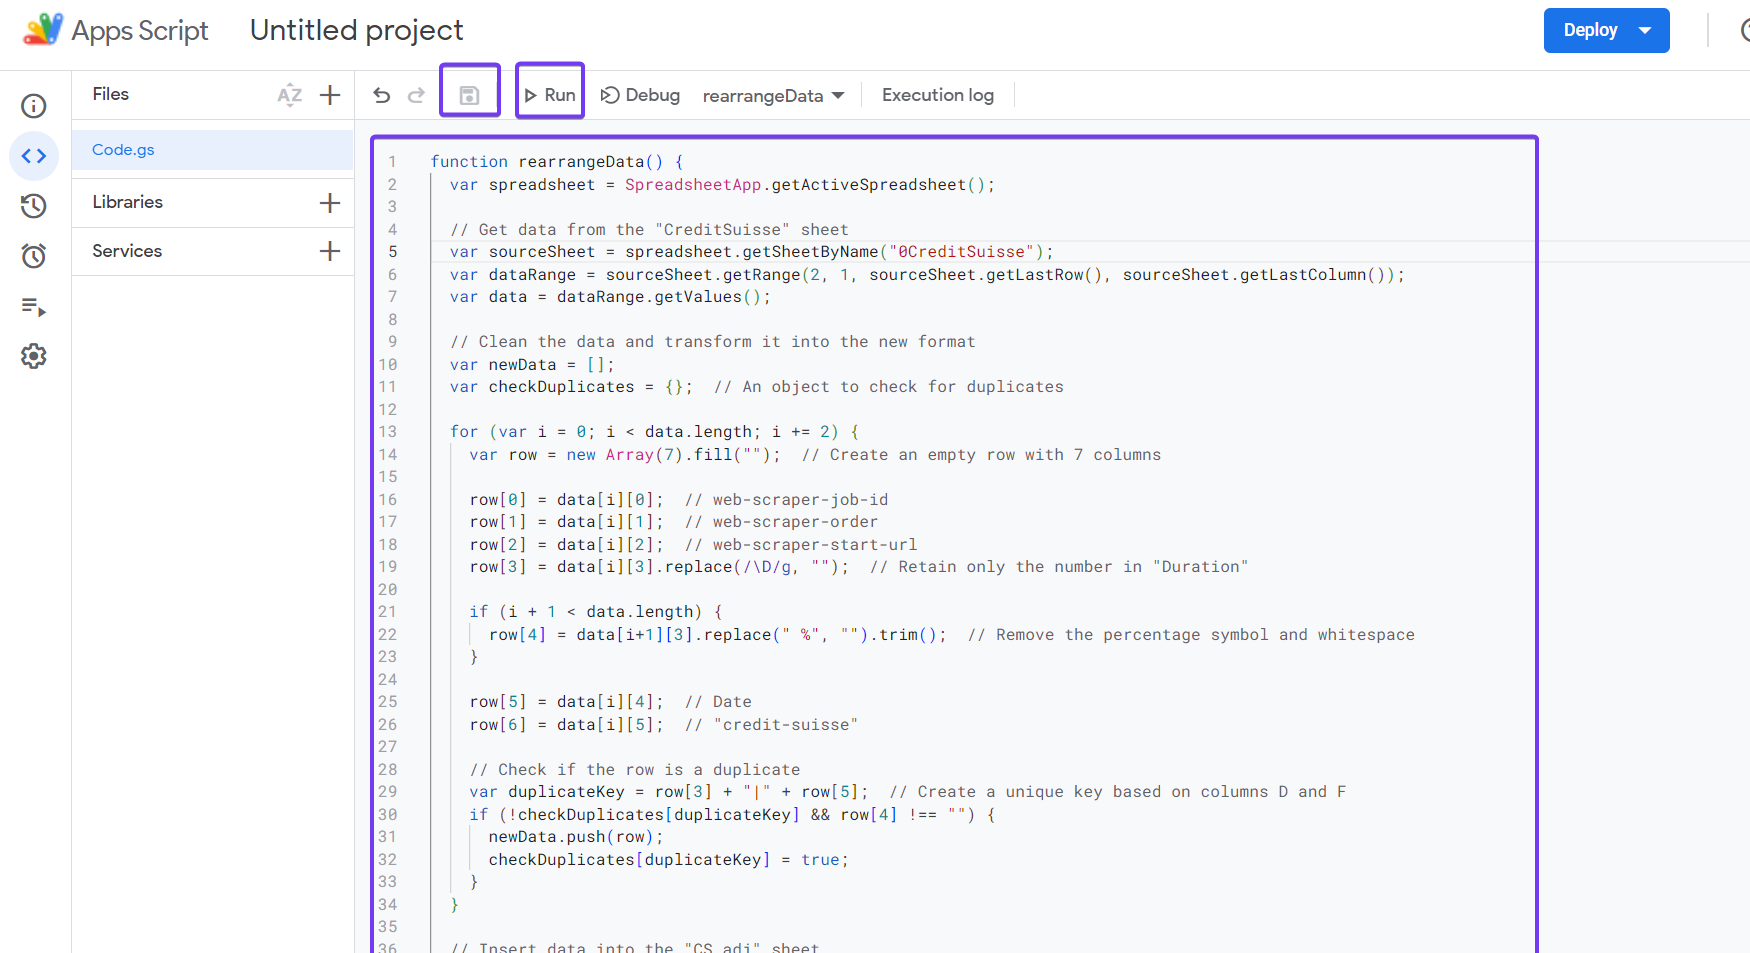 Apps Script Untitled project Deploy
Files AZ Run Debug rearrangeData Execution log
Code.gs
Libraries
Services
1 function rearrangeData() {
2 var spreadsheet = SpreadsheetApp.getActiveSpreadsheet();
3
4 // Get data from the "CreditSuisse" sheet
5 var sourceSheet = spreadsheet.getSheetByName("0CreditSuisse");
6 var dataRange = sourceSheet.getRange(2, 1, sourceSheet.getLastRow(), sourceSheet.getLastColumn());
7 var data = dataRange.getValues();
8
9 // Clean the data and transform it into the new format
10 var newData = [];
11 var checkDuplicates = {}; // An object to check for duplicates
12
13 for (var i = 0; i < data.length; i += 2) {
14 var row = new Array(7).fill(""); // Create an empty row with 7 columns
15
16 row[0] = data[i][0]; // web-scraper-job-id
17 row[1] = data[i][1]; // web-scraper-order
18 row[2] = data[i][2]; // web-scraper-start-url
19 row[3] = data[i][3].replace(/\D/g, ""); // Retain only the number in "Duration"
20
21 if (i + 1 < data.length) {
22 row[4] = data[i+1][3].replace(" %", "").trim(); // Remove the percentage symbol and whitespace
23 }
24
25 row[5] = data[i][4]; // Date
26 row[6] = data[i][5]; // "credit-suisse"
27
28 // Check if the row is a duplicate
29 var duplicateKey = row[3] + "|" + row[5]; // Create a unique key based on columns D and F
30 if (!checkDuplicates[duplicateKey] && row[4] !== "") {
31 newData.push(row);
32 checkDuplicates[duplicateKey] = true;
33 }
34 }
35
36 // Insert data into the "CS adj" sheet